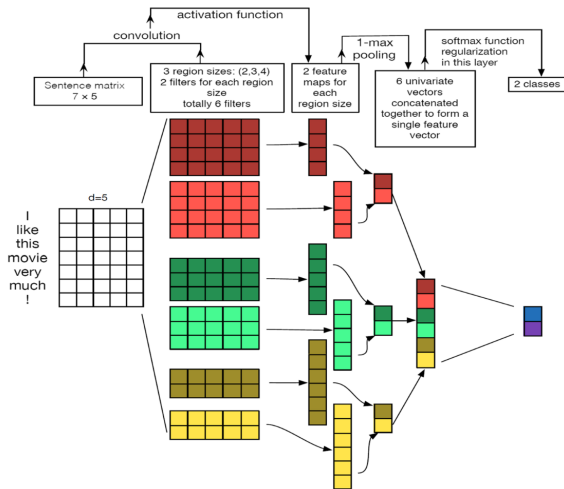 activation function
convolution
1-max
pooling
softmax function
regularization
in this layer
Sentence matrix
7 × 5
3 region sizes: (2,3,4)
2 filters for each region
size
totally 6 filters
2 feature
maps for
each
region size
6 univariate
vectors
concatenated
together to form a
single feature
vector
2 classes
d=5
I
like
this
movie
very
much
!